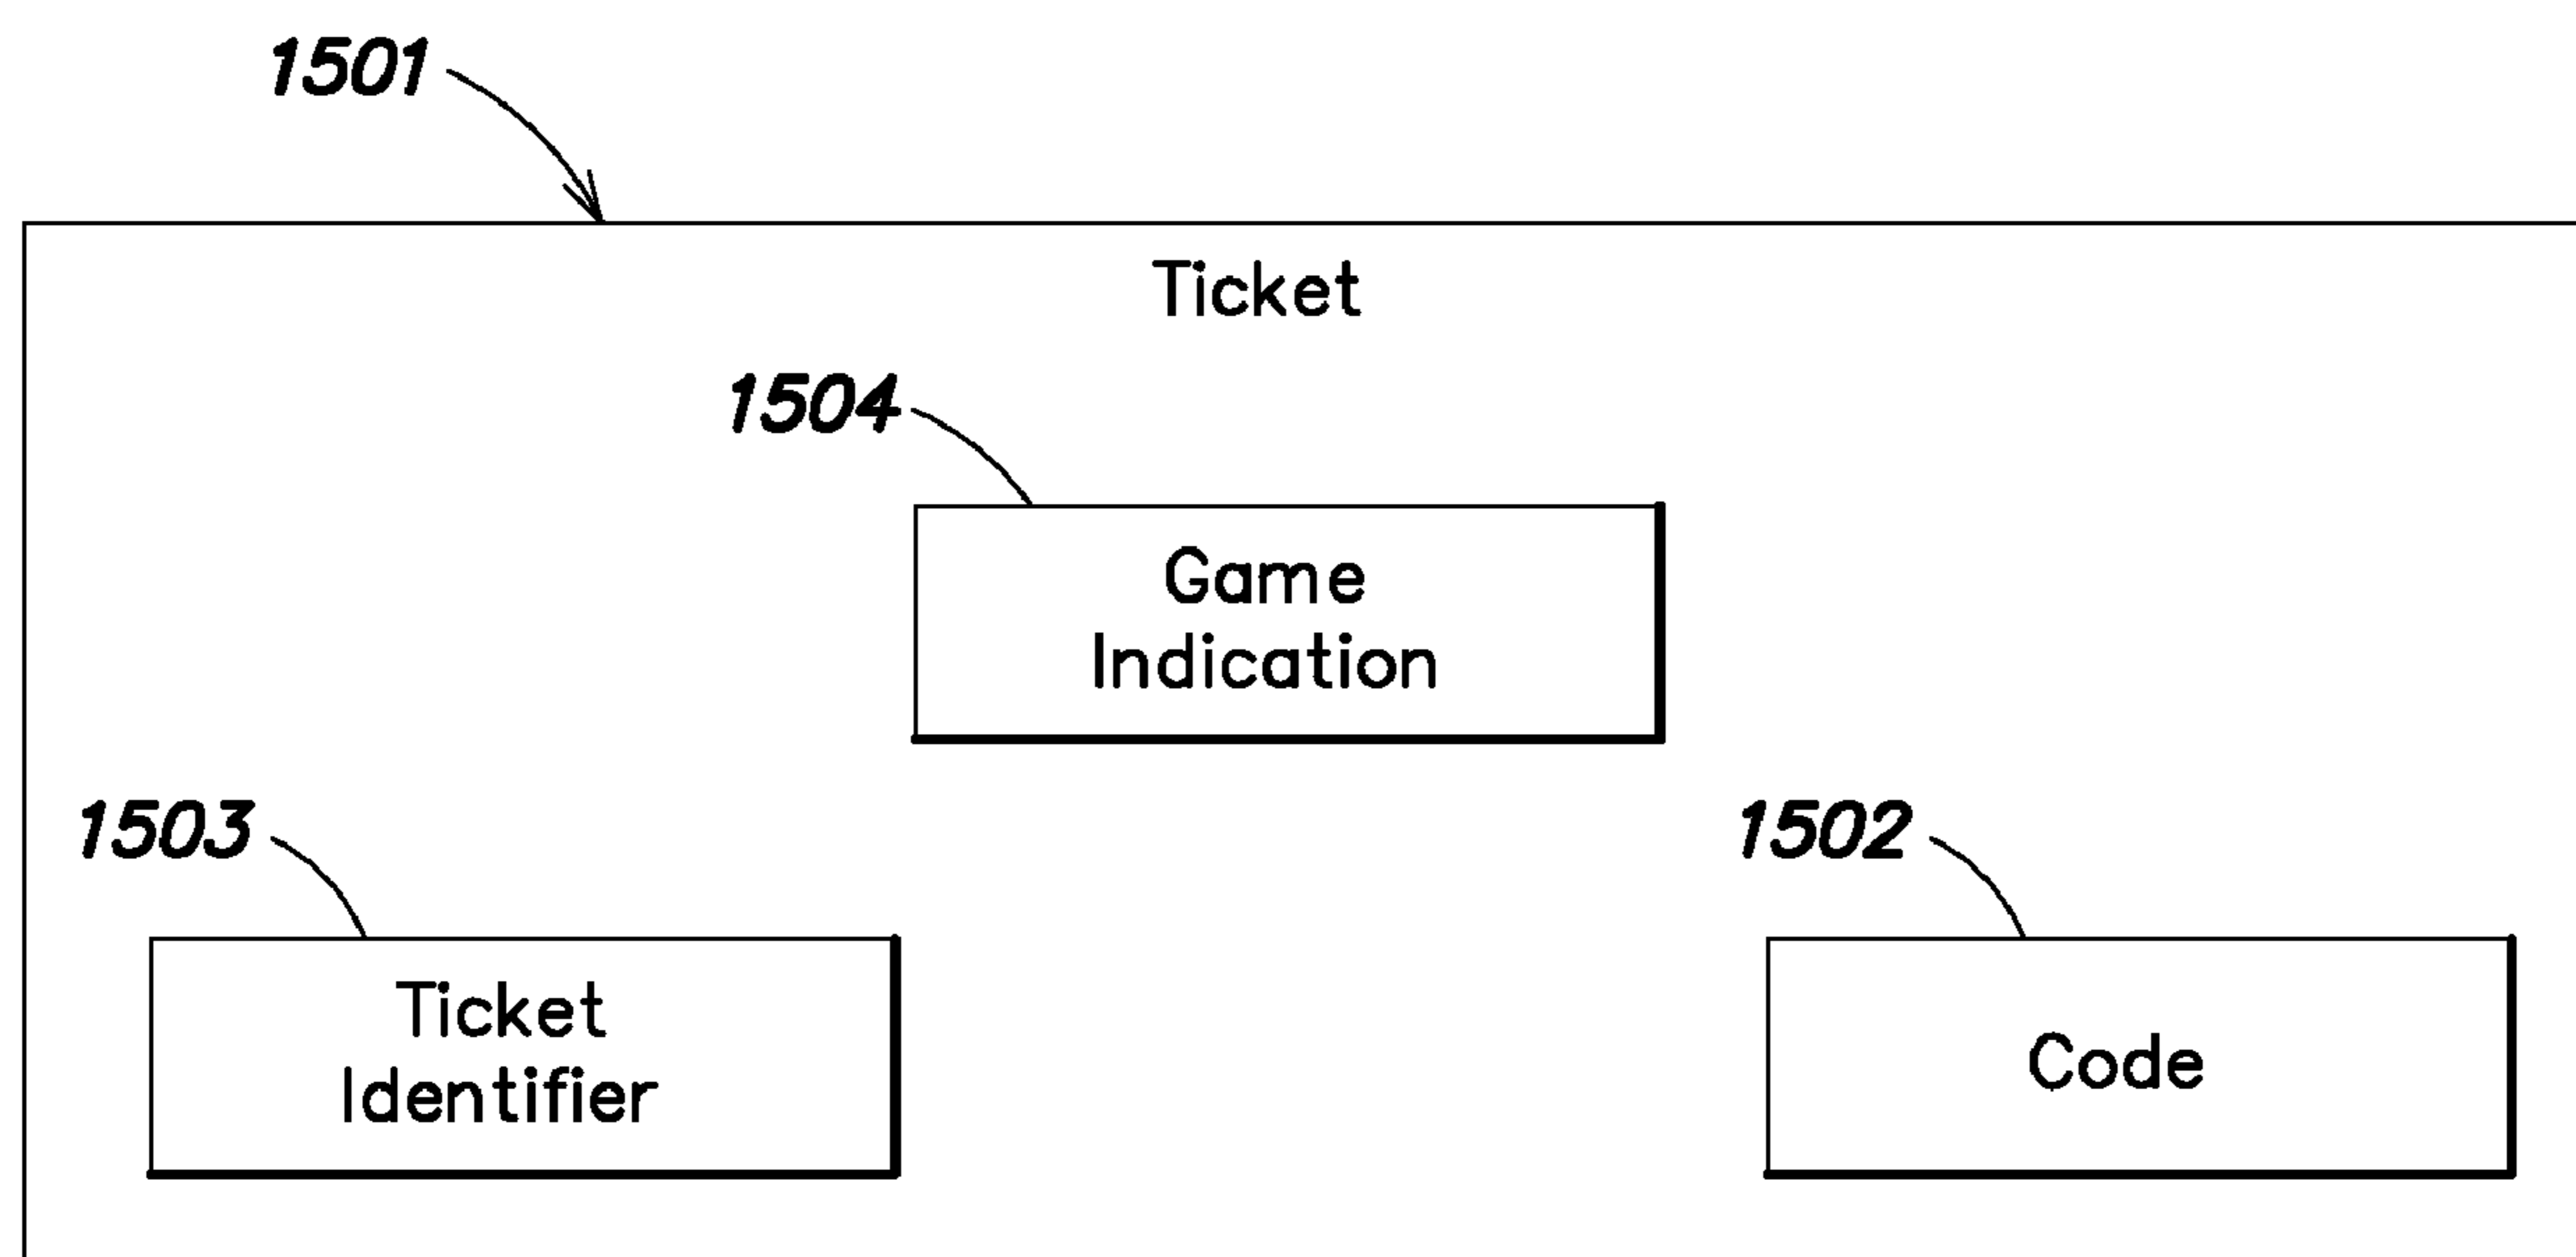 1501
Ticket
1504
Game
Indication
1503
1502
Ticket
Identifier
Code